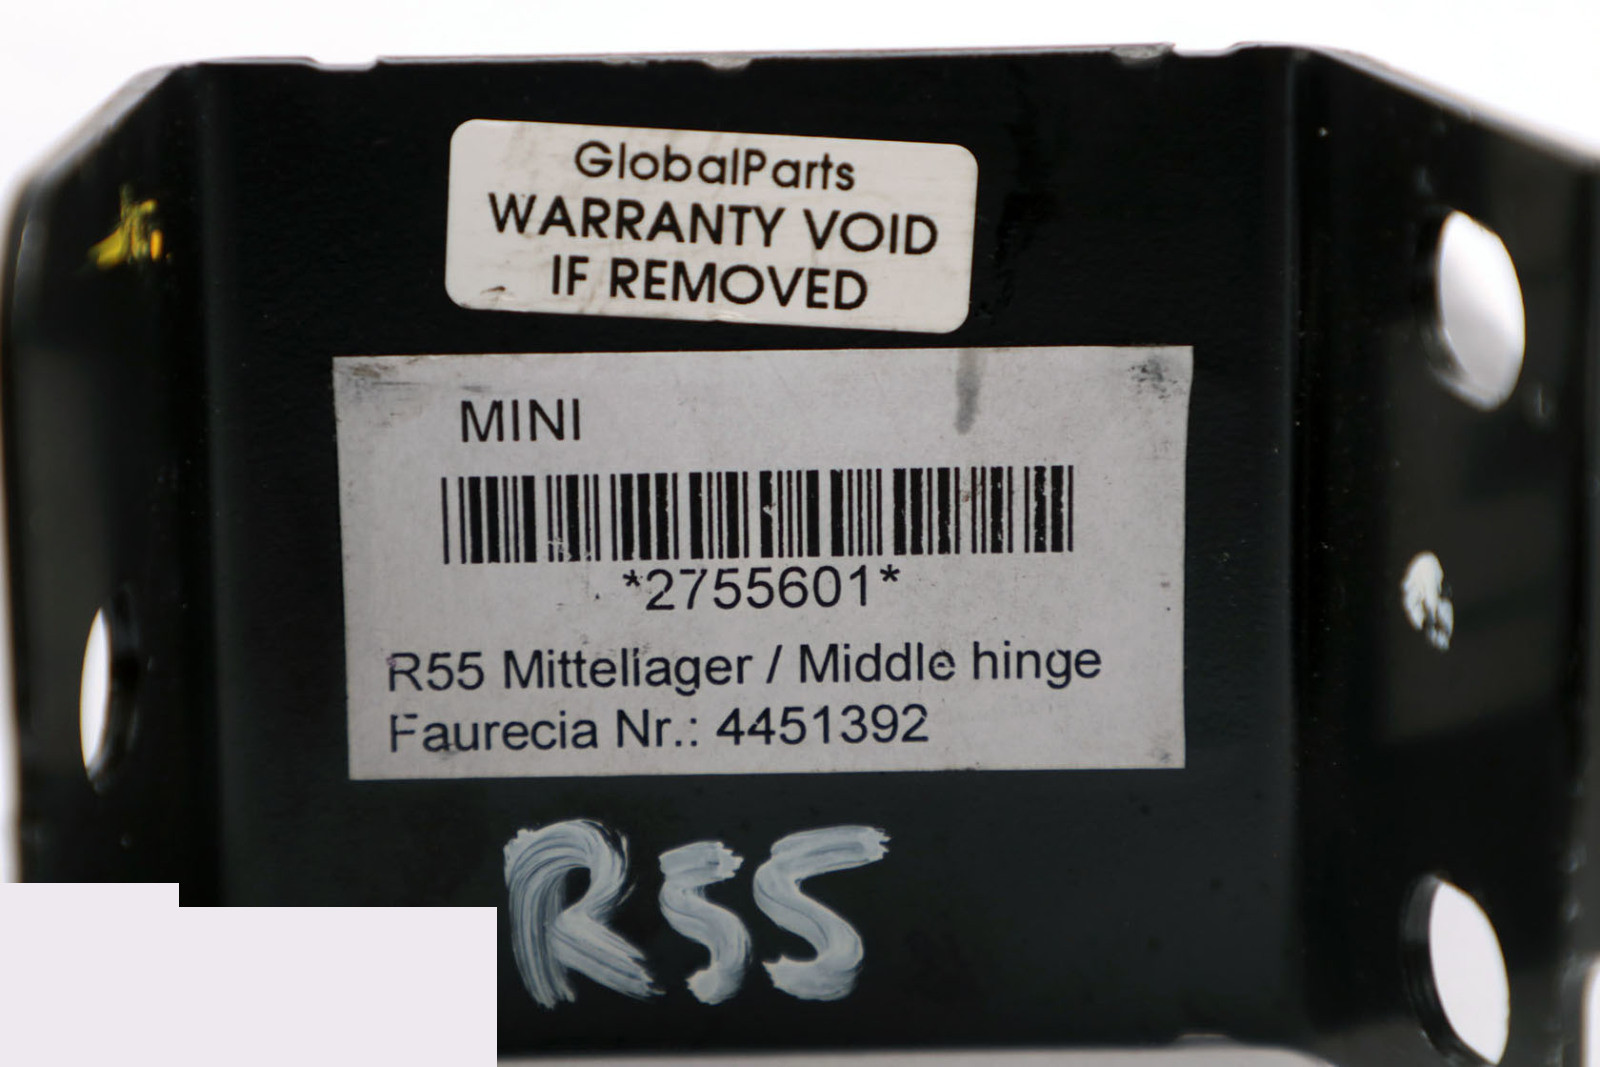 GlobalParts
WARRANTY VOID
IF REMOVED
MINI
*2755601*
R55 Mittellager / Middle hinge
Faurecia Nr.: 4451392
R55